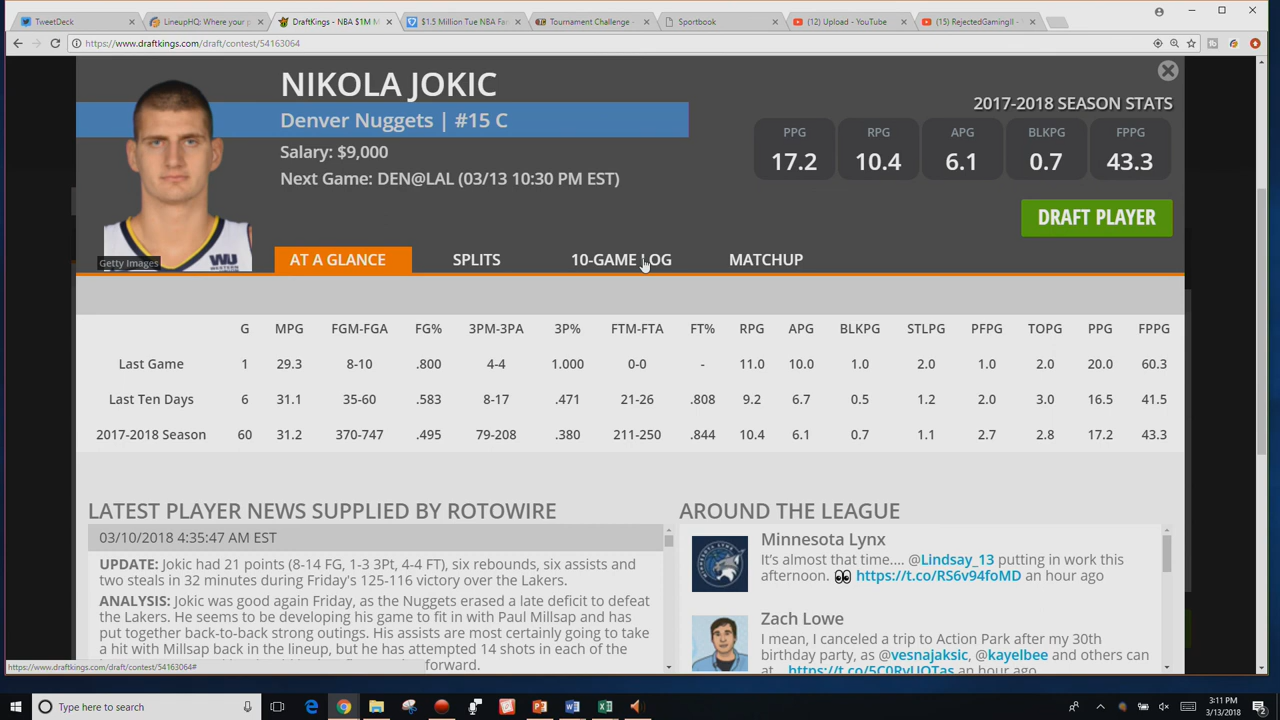 TweetDeck
LineupHQ: Where your p
DraftKings - NBA $1M M
$1.5 Million Tue NBA Fan
Tournament Challenge -
Sportbook
(12) Upload - YouTube
(15) RejectedGamingII -
https://www.draftkings.com/draft/contest/54163064
NIKOLA JOKIC
Denver Nuggets | #15 C
Salary: $9,000
Next Game: DEN@LAL (03/13 10:30 PM EST)
Getty Images
WU
2017-2018 SEASON STATS
PPG RPG APG BLKPG FPPG
17.2 10.4 6.1 0.7 43.3
DRAFT PLAYER
AT A GLANCE SPLITS 10-GAME LOG MATCHUP
G MPG FGM-FGA FG% 3PM-3PA 3P% FTM-FTA FT% RPG APG BLKPG STLPG PFPG TOPG PPG FPPG
Last Game 1 29.3 8-10 .800 4-4 1.000 0-0 - 11.0 10.0 1.0 2.0 1.0 2.0 20.0 60.3
Last Ten Days 6 31.1 35-60 .583 8-17 .471 21-26 .808 9.2 6.7 0.5 1.2 2.0 3.0 16.5 41.5
2017-2018 Season 60 31.2 370-747 .495 79-208 .380 211-250 .844 10.4 6.1 0.7 1.1 2.7 2.8 17.2 43.3
LATEST PLAYER NEWS SUPPLIED BY ROTOWIRE
03/10/2018 4:35:47 AM EST
UPDATE: Jokic had 21 points (8-14 FG, 1-3 3Pt, 4-4 FT), six rebounds, six assists and
two steals in 32 minutes during Friday's 125-116 victory over the Lakers.
ANALYSIS: Jokic was good again Friday, as the Nuggets erased a late deficit to defeat
the Lakers. He seems to be developing his game to fit in with Paul Millsap and has
put together back-to-back strong outings. His assists are most certainly going to take
a hit with Millsap back in the lineup, but he has attempted 14 shots in each of the
forward.
AROUND THE LEAGUE
Minnesota Lynx
It's almost that time.... @Lindsay_13 putting in work this
afternoon. 👀 https://t.co/RS6v94foMD an hour ago
Zach Lowe
I mean, I canceled a trip to Action Park after my 30th
birthday party, as @vesnajaksic, @kayelbee and others can
at... https://t.co/5C0RyUQTas an hour ago
https://www.draftkings.com/draft/contest/54163064#
Type here to search
3:11 PM
3/13/2018
2